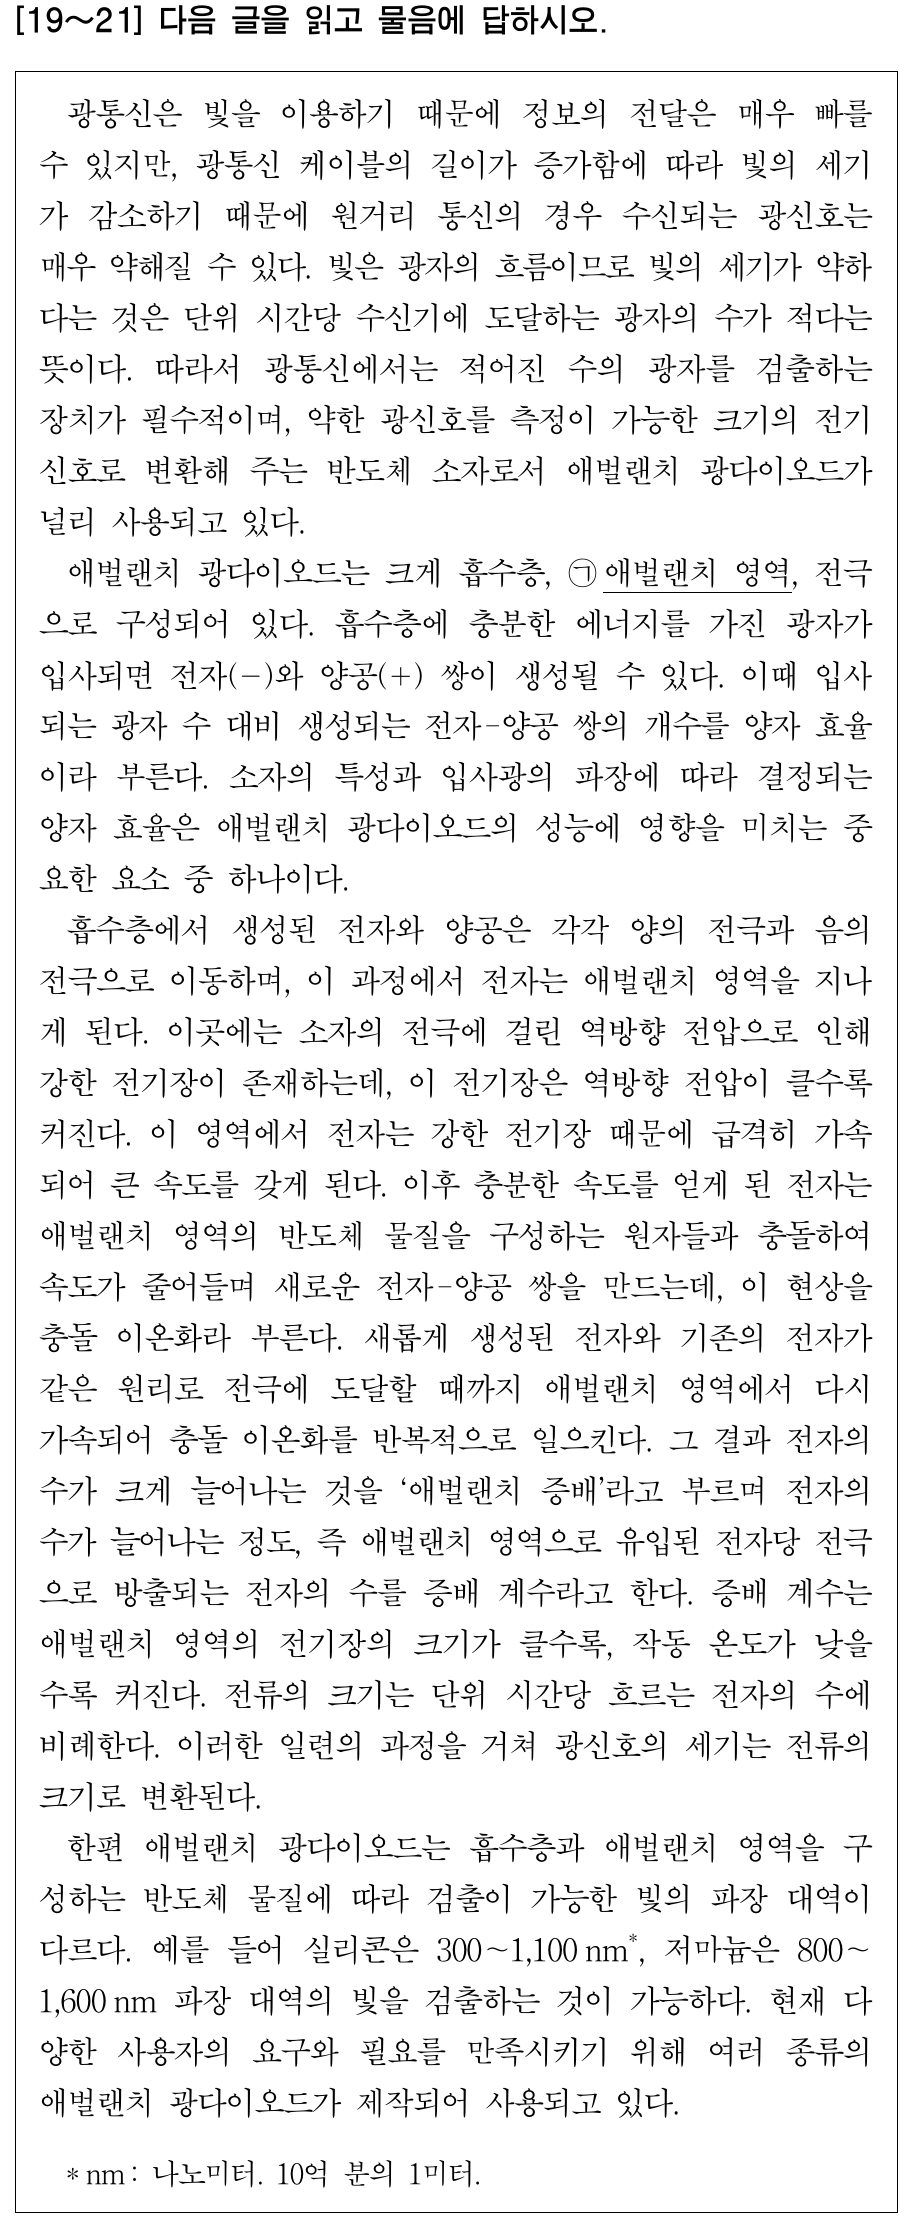 [19~21] 다음 글을 읽고 물음에 답하시오.
광통신은 빛을 이용하기 때문에 정보의 전달은 매우 빠를
수 있지만, 광통신 케이블의 길이가 증가함에 따라 빛의 세기
가 감소하기 때문에 원거리 통신의 경우 수신되는 광신호는
매우 약해질 수 있다. 빛은 광자의 흐름이므로 빛의 세기가 약하
다는 것은 단위 시간당 수신기에 도달하는 광자의 수가 적다는
뜻이다. 따라서 광통신에서는 적어진 수의 광자를 검출하는
장치가 필수적이며, 약한 광신호를 측정이 가능한 크기의 전기
신호로 변환해 주는 반도체 소자로서 애벌랜치 광다이오드가
널리 사용되고 있다.
애벌랜치 광다이오드는 크게 흡수층, ㉠애벌랜치 영역, 전극
으로 구성되어 있다. 흡수층에 충분한 에너지를 가진 광자가
입사되면 전자(-)와 양공(+) 쌍이 생성될 수 있다. 이때 입사
되는 광자 수 대비 생성되는 전자-양공 쌍의 개수를 양자 효율
이라 부른다. 소자의 특성과 입사광의 파장에 따라 결정되는
양자 효율은 애벌랜치 광다이오드의 성능에 영향을 미치는 중
요한 요소 중 하나이다.
흡수층에서 생성된 전자와 양공은 각각 양의 전극과 음의
전극으로 이동하며, 이 과정에서 전자는 애벌랜치 영역을 지나
게 된다. 이곳에는 소자의 전극에 걸린 역방향 전압으로 인해
강한 전기장이 존재하는데, 이 전기장은 역방향 전압이 클수록
커진다. 이 영역에서 전자는 강한 전기장 때문에 급격히 가속
되어 큰 속도를 갖게 된다. 이후 충분한 속도를 얻게 된 전자는
애벌랜치 영역의 반도체 물질을 구성하는 원자들과 충돌하여
속도가 줄어들며 새로운 전자-양공 쌍을 만드는데, 이 현상을
충돌 이온화라 부른다. 새롭게 생성된 전자와 기존의 전자가
같은 원리로 전극에 도달할 때까지 애벌랜치 영역에서 다시
가속되어 충돌 이온화를 반복적으로 일으킨다. 그 결과 전자의
수가 크게 늘어나는 것을 ‘애벌랜치 증배’라고 부르며 전자의
수가 늘어나는 정도, 즉 애벌랜치 영역으로 유입된 전자당 전극
으로 방출되는 전자의 수를 증배 계수라고 한다. 증배 계수는
애벌랜치 영역의 전기장의 크기가 클수록, 작동 온도가 낮을
수록 커진다. 전류의 크기는 단위 시간당 흐르는 전자의 수에
비례한다. 이러한 일련의 과정을 거쳐 광신호의 세기는 전류의
크기로 변환된다.
한편 애벌랜치 광다이오드는 흡수층과 애벌랜치 영역을 구
성하는 반도체 물질에 따라 검출이 가능한 빛의 파장 대역이
다르다. 예를 들어 실리콘은 300~1,100 nm*, 저마늄은 800~
1,600 nm 파장 대역의 빛을 검출하는 것이 가능하다. 현재 다
양한 사용자의 요구와 필요를 만족시키기 위해 여러 종류의
애벌랜치 광다이오드가 제작되어 사용되고 있다.
* nm : 나노미터. 10억 분의 1미터.